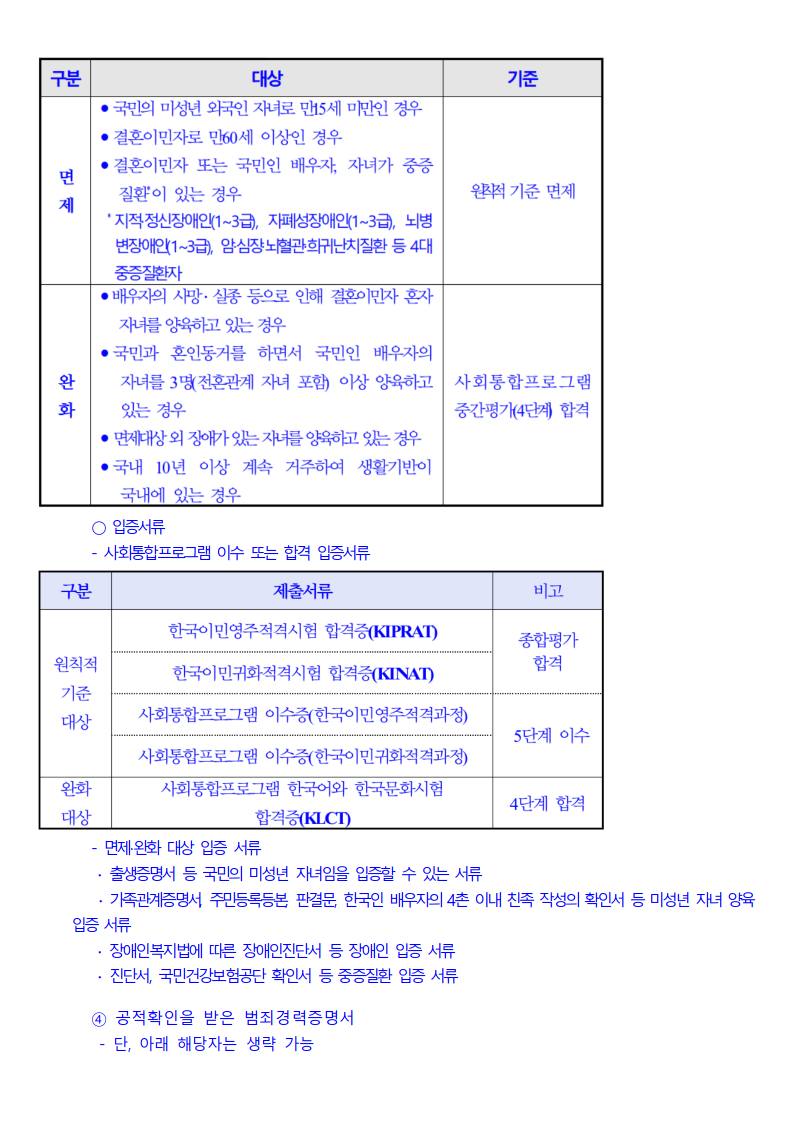 구분 대상 기준
● 국민의 미성년 외국인 자녀로 만15세 미만인 경우
● 결혼이민자로 만60세 이상인 경우
● 결혼이민자 또는 국민인 배우자, 자녀가 중증
질환*이 있는 경우
* 지적·정신장애인(1~3급), 자폐성장애인(1~3급), 뇌병
변장애인(1~3급), 암·심장·뇌혈관·희귀난치질환 등 4대
중증질환자
면
제
원칙적 기준 면제
● 배우자의 사망· 실종 등으로 인해 결혼이민자 혼자
자녀를 양육하고 있는 경우
● 국민과 혼인동거를 하면서 국민인 배우자의
자녀를 3명(전혼관계 자녀 포함) 이상 양육하고
있는 경우
● 면제대상 외 장애가 있는 자녀를 양육하고 있는 경우
● 국내 10년 이상 계속 거주하여 생활기반이
국내에 있는 경우
완
화
사회통합프로그램
중간평가(4단계) 합격
○ 입증서류
- 사회통합프로그램 이수 또는 합격 입증서류
구분 제출서류 비고
원칙적
기준
대상
한국이민영주적격시험 합격증(KIPRAT)
한국이민귀화적격시험 합격증(KINAT)
종합평가
합격
사회통합프로그램 이수증(한국이민영주적격과정)
사회통합프로그램 이수증(한국이민귀화적격과정)
5단계 이수
완화
대상
사회통합프로그램 한국어와 한국문화시험
합격증(KLCT)
4단계 합격
- 면제·완화 대상 입증 서류
· 출생증명서 등 국민의 미성년 자녀임을 입증할 수 있는 서류
· 가족관계증명서, 주민등록등본, 판결문, 한국인 배우자의 4촌 이내 친족 작성의 확인서 등 미성년 자녀 양육
입증 서류
· 장애인복지법에 따른 장애인진단서 등 장애인 입증 서류
· 진단서, 국민건강보험공단 확인서 등 중증질환 입증 서류
④ 공적확인을 받은 범죄경력증명서
- 단, 아래 해당자는 생략 가능